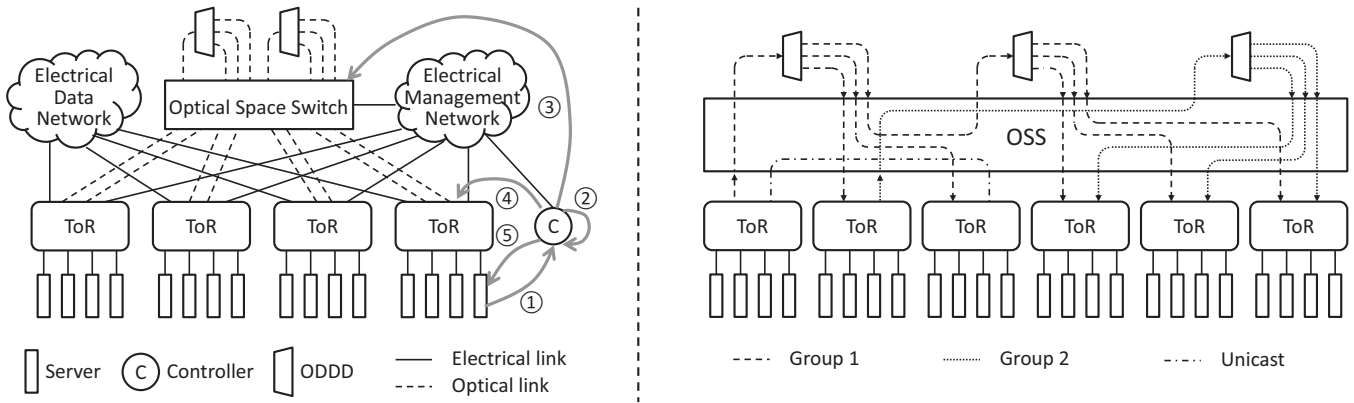 Electrical
Data
Network
Optical Space Switch
Electrical
Management
Network
③
ToR
ToR
ToR
ToR
④
⑤
②
C
①
Server
C
Controller
ODDD
Electrical link
Optical link
OSS
ToR
ToR
ToR
ToR
ToR
ToR
Group 1
Group 2
Unicast